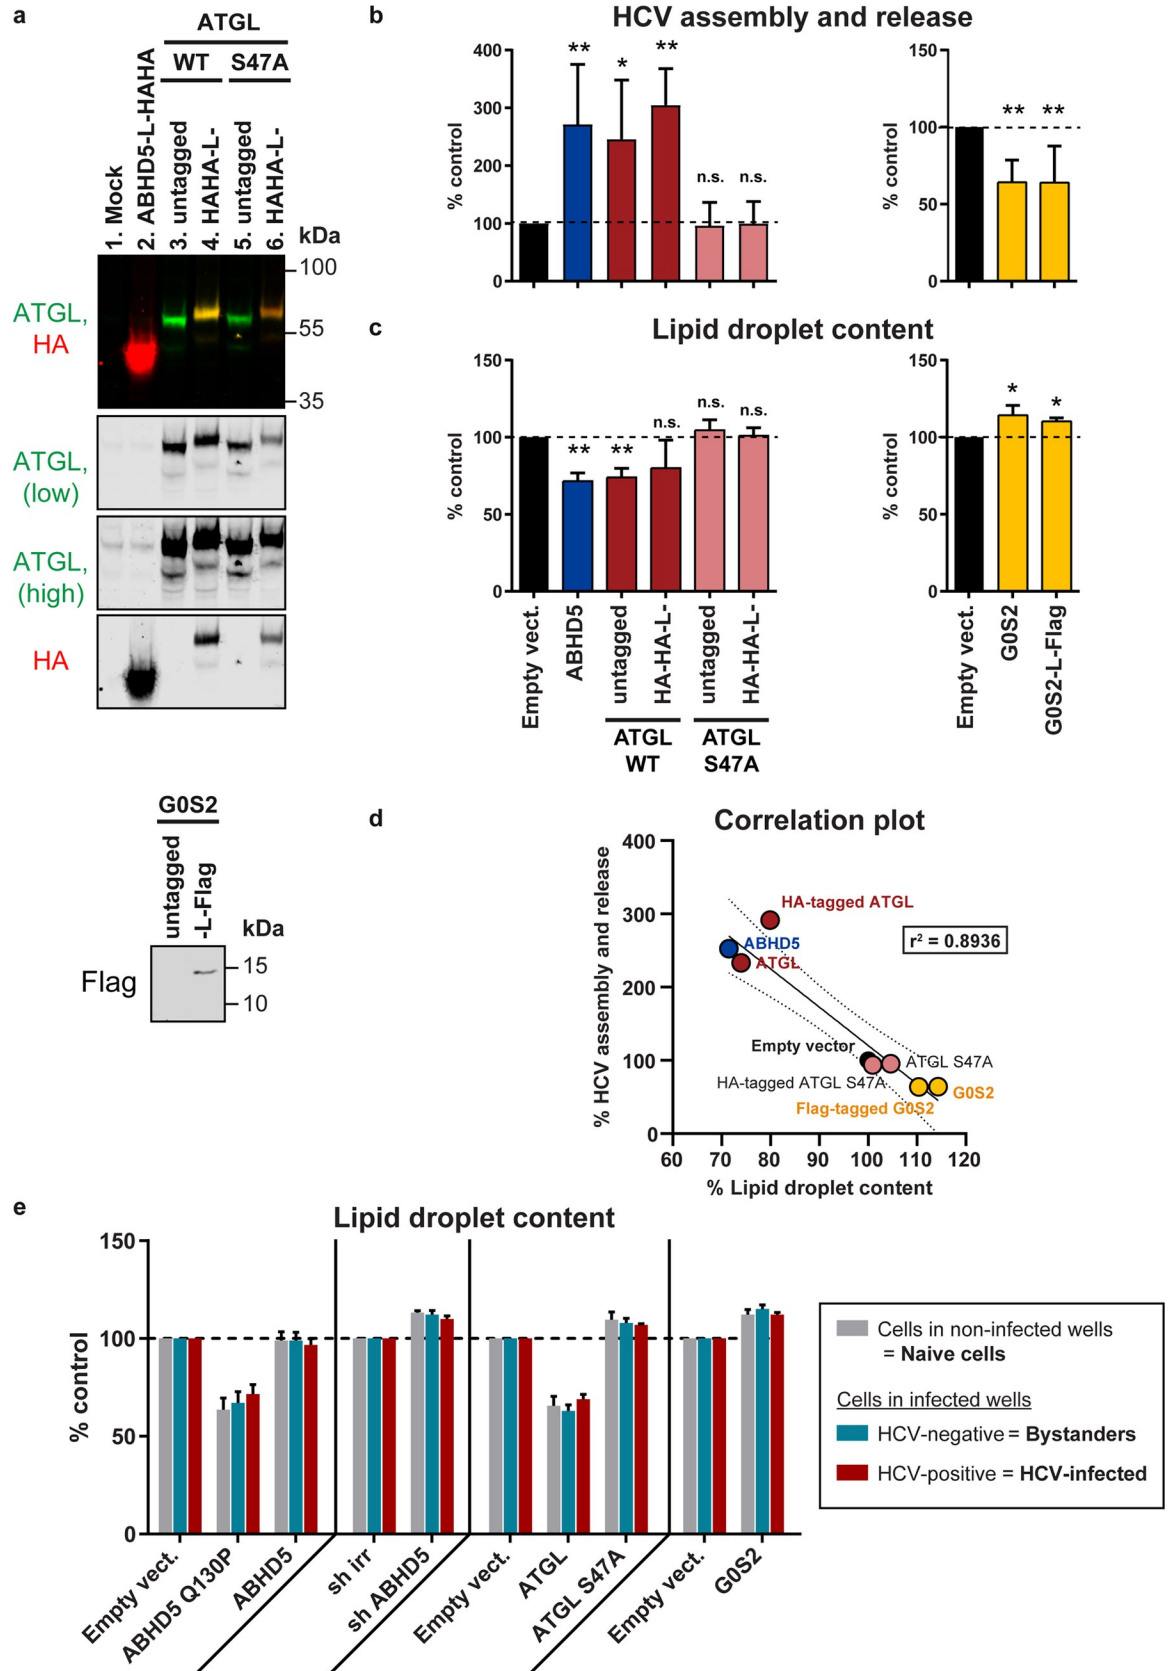 a
ATGL
WT
S47A
1. Mock
2. ABHD5-L-HAHA
3. untagged
4. HAHA-L-
5. untagged
6. HAHA-L-
kDa
100
55
35
ATGL,
HA
ATGL,
(low)
ATGL,
(high)
HA
G0S2
untagged
-L-Flag
kDa
Flag
15
10
b
HCV assembly and release
% control
400
300
200
100
0
**
*
**
n.s.
n.s.
% control
150
100
50
0
**
**
c
Lipid droplet content
% control
150
100
50
0
**
**
n.s.
n.s.
n.s.
Empty vect.
ABHD5
untagged
HA-HA-L-
untagged
HA-HA-L-
ATGL
WT
ATGL
S47A
% control
150
100
50
0
*
*
Empty vect.
G0S2
G0S2-L-Flag
d
Correlation plot
% HCV assembly and release
400
300
200
100
0
HA-tagged ATGL
r² = 0.8936
ABHD5
ATGL
Empty vector
ATGL S47A
HA-tagged ATGL S47A
G0S2
Flag-tagged G0S2
60 70 80 90 100 110 120
% Lipid droplet content
e
Lipid droplet content
% control
150
100
50
0
Empty vect.
ABHD5 Q130P
ABHD5
sh irr
sh ABHD5
Empty vect.
ATGL
ATGL S47A
Empty vect.
G0S2
Cells in non-infected wells
= Naive cells
Cells in infected wells
HCV-negative = Bystanders
HCV-positive = HCV-infected